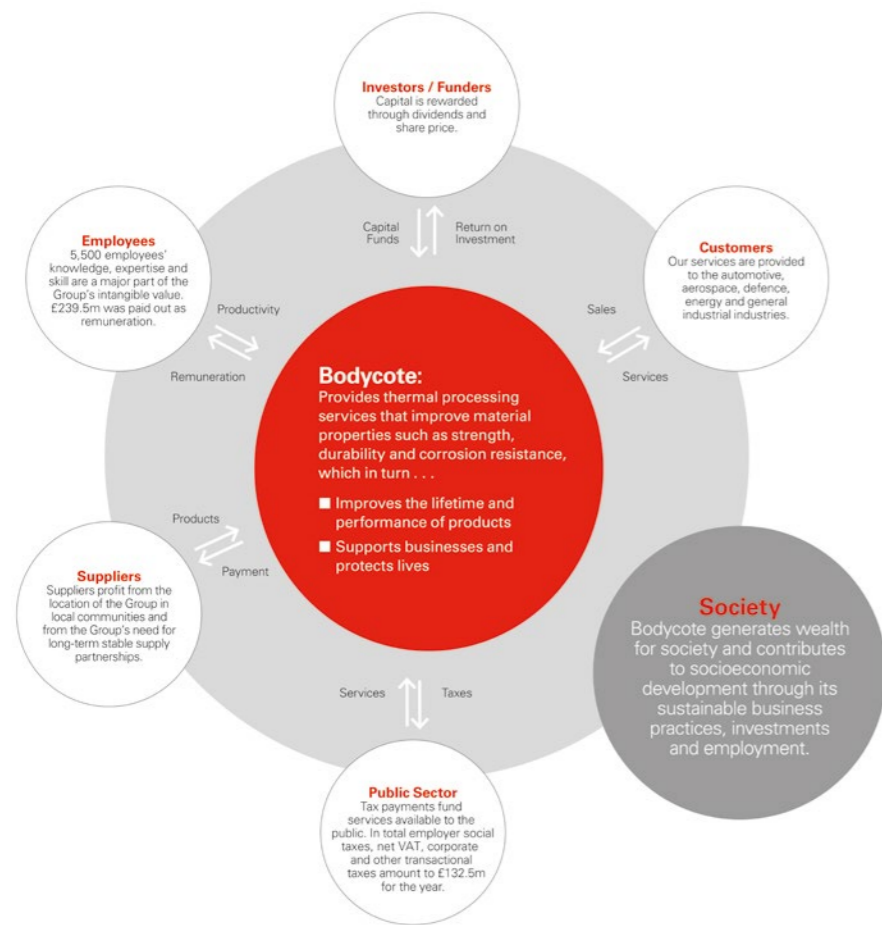 Investors / Funders
Capital is rewarded
through dividends and
share price.
Capital
Funds
Return on
Investment
Employees
5,500 employees’
knowledge, expertise and
skill are a major part of the
Group’s intangible value.
£239.5m was paid out as
remuneration.
Productivity
Remuneration
Customers
Our services are provided
to the automotive,
aerospace, defence,
energy and general
industrial industries.
Sales
Services
Bodycote:
Provides thermal processing
services that improve material
properties such as strength,
durability and corrosion resistance,
which in turn . . .
■ Improves the lifetime and
performance of products
■ Supports businesses and
protects lives
Products
Payment
Suppliers
Suppliers profit from the
location of the Group in
local communities and
from the Group’s need for
long-term stable supply
partnerships.
Society
Bodycote generates wealth
for society and contributes
to socioeconomic
development through its
sustainable business
practices, investments
and employment.
Services
Taxes
Public Sector
Tax payments fund
services available to the
public. In total employer social
taxes, net VAT, corporate
and other transactional
taxes amount to £132.5m
for the year.